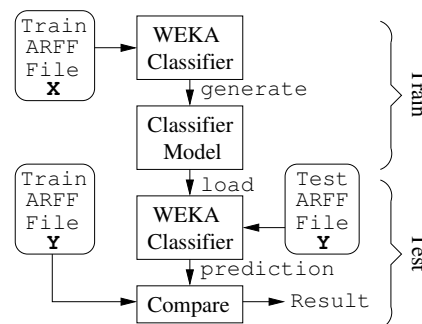 Train
ARFF
File
X
WEKA
Classifier
generate
Classifier
Model
Train
load
Train
ARFF
File
Y
WEKA
Classifier
Test
ARFF
File
Y
prediction
Compare
Result
Test